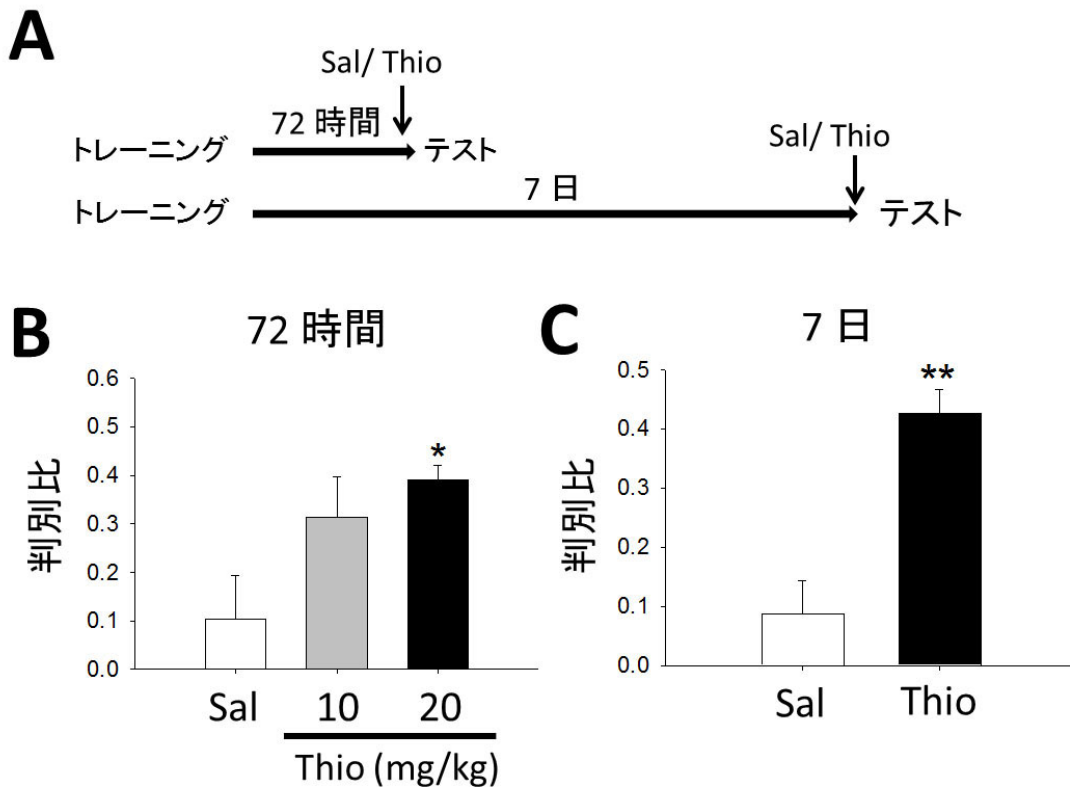 A
Sal/ Thio
72 時間
トレーニング テスト
Sal/ Thio
7 日
トレーニング テスト
B
72 時間
0.6
0.5
0.4
0.3
0.2
0.1
0.0
判別比
*
Sal 10 20
Thio (mg/kg)
C
7 日
0.5
0.4
0.3
0.2
0.1
0.0
判別比
**
Sal Thio